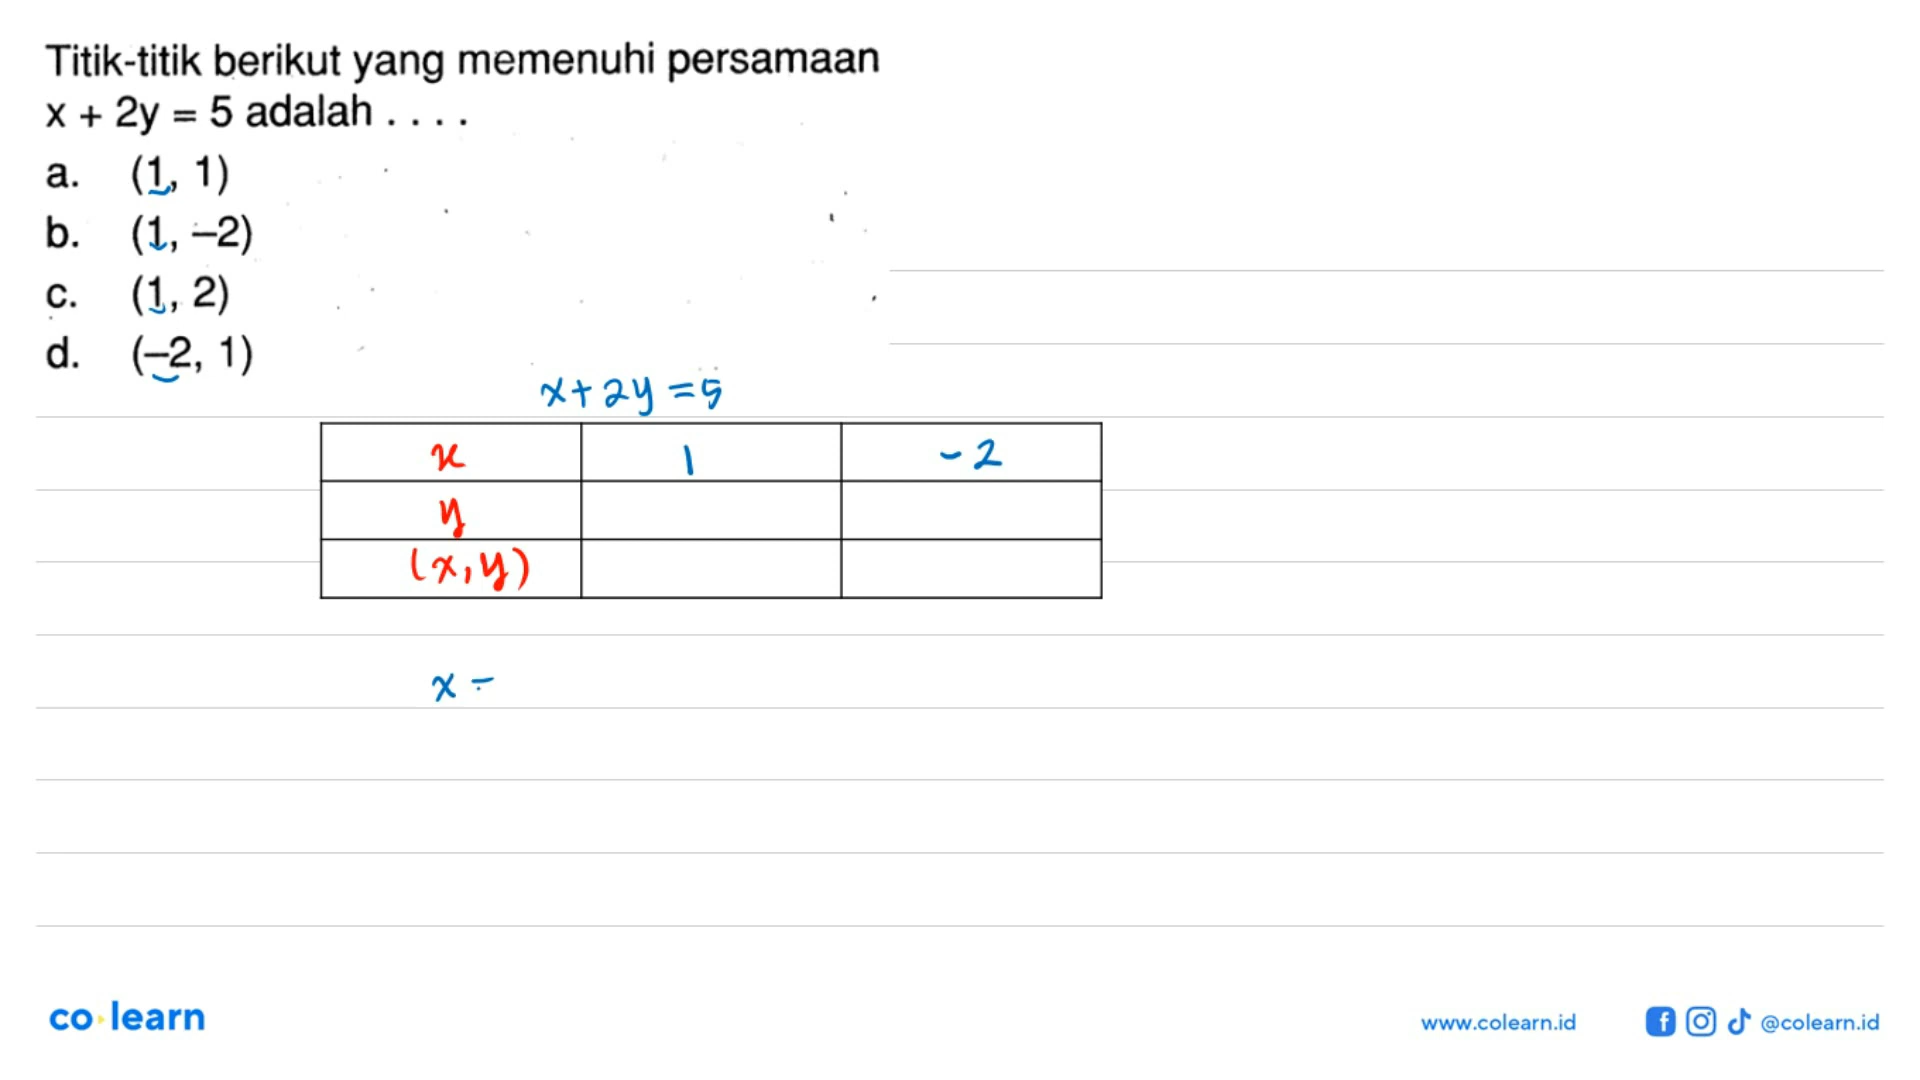 Titik-titik berikut yang memenuhi persamaan
x + 2y = 5 adalah . . . .
a. (1, 1)
b. (1, –2)
c. (1, 2)
d. (–2, 1)
x + 2y = 5
x 1 -2
y
(x, y)
x =
co learn
www.colearn.id @colearn.id